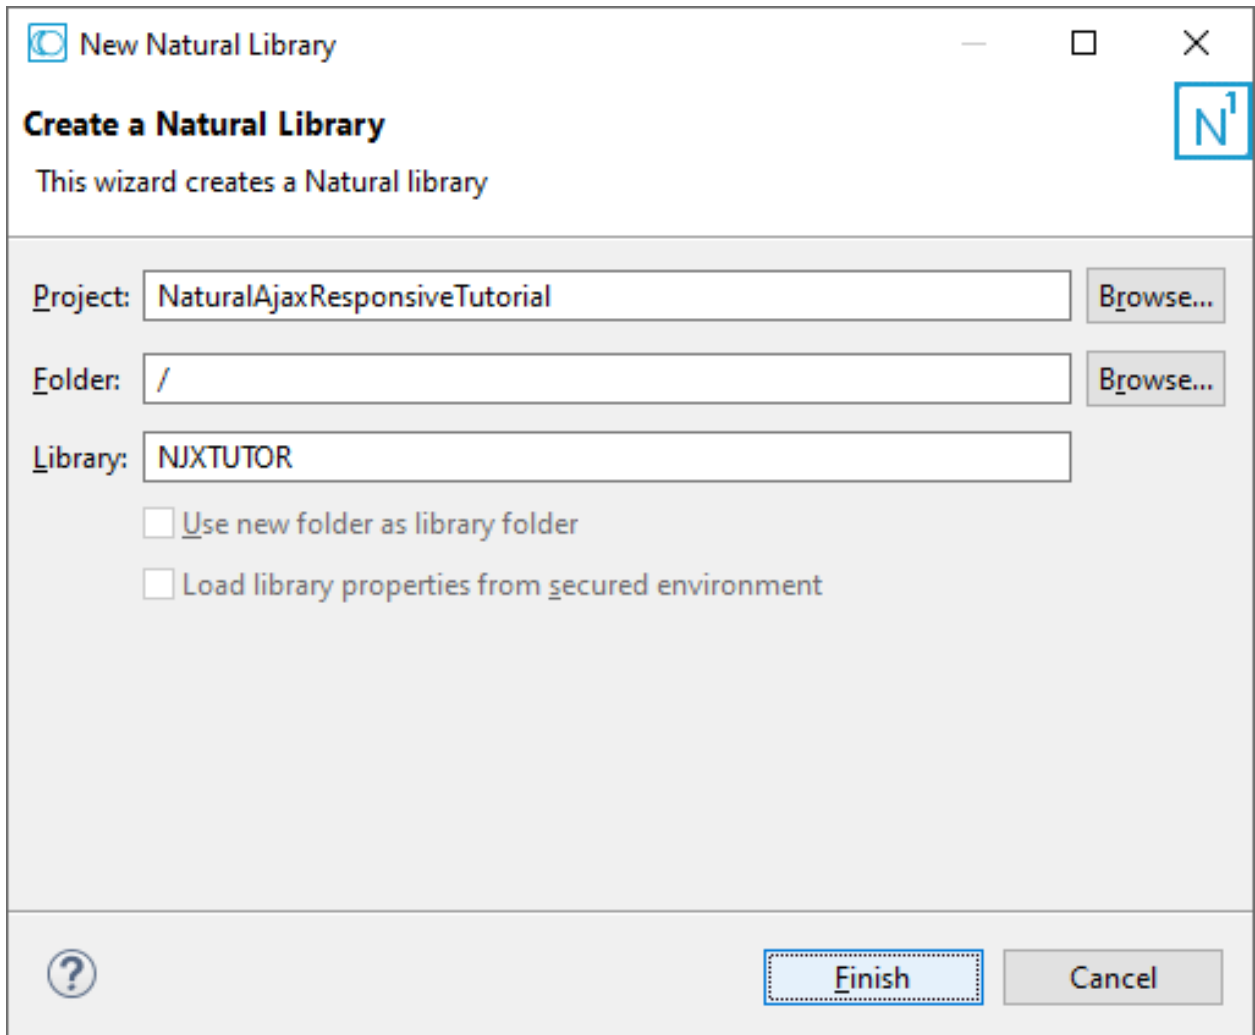 New Natural Library
Create a Natural Library
N1
This wizard creates a Natural library
Project: NaturalAjaxResponsiveTutorial Browse...
Folder: / Browse...
Library: NJXTUTOR
Use new folder as library folder
Load library properties from secured environment
? Finish Cancel